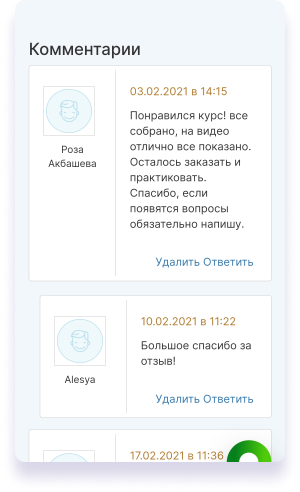 Комментарии
03.02.2021 в 14:15
Роза
Акбашева
Понравился курс! все
собрано, на видео
отлично все показано.
Осталось заказать и
практиковать.
Спасибо, если
появятся вопросы
обязательно напишу.
Удалить Ответить
10.02.2021 в 11:22
Alesya
Большое спасибо за
отзыв!
Удалить Ответить
17.02.2021 в 11:36